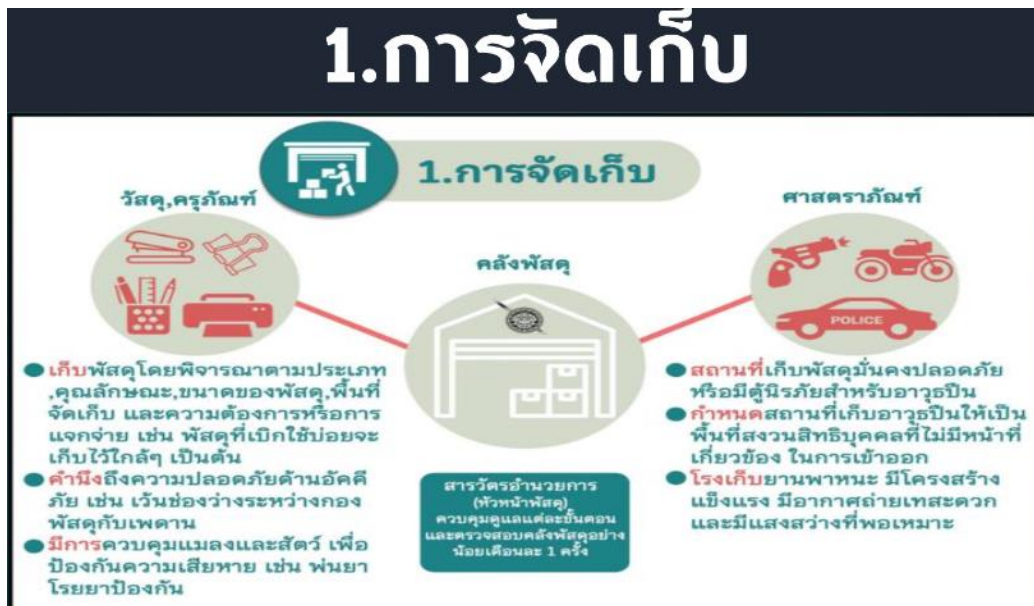 1.การจัดเก็บ
1.การจัดเก็บ
วัสดุ,ครุภัณฑ์
คลังพัสดุ
ศาสตราภัณฑ์
POLICE
เก็บพัสดุโดยพิจารณาตามประเภท
,คุณลักษณะ,ขนาดของพัสดุ,พื้นที่
จัดเก็บ และความต้องการหรือการ
แจกจ่าย เช่น พัสดุที่เบิกใช้บ่อยจะ
เก็บไว้ใกล้ๆ เป็นต้น
คำนึงถึงความปลอดภัยด้านอัคคี
ภัย เช่น เว้นช่องว่างระหว่างกอง
พัสดุกับเพดาน
มีการควบคุมแมลงและสัตว์ เพื่อ
ป้องกันความเสียหาย เช่น พ่นยา
โรยยาป้องกัน
สารวัตรอำนวยการ
(หัวหน้าพัสดุ)
ควบคุมดูแลแต่ละขั้นตอน
และตรวจสอบคลังพัสดุอย่าง
น้อยเดือนละ 1 ครั้ง
สถานที่เก็บพัสดุมั่นคงปลอดภัย
หรือมีตู้นิรภัยสำหรับอาวุธปืน
กำหนดสถานที่เก็บอาวุธปืนให้เป็น
พื้นที่สงวนสิทธิบุคคลที่ไม่มีหน้าที่
เกี่ยวข้อง ในการเข้าออก
โรงเก็บยานพาหนะ มีโครงสร้าง
แข็งแรง มีอากาศถ่ายเทสะดวก
และมีแสงสว่างที่พอเหมาะ